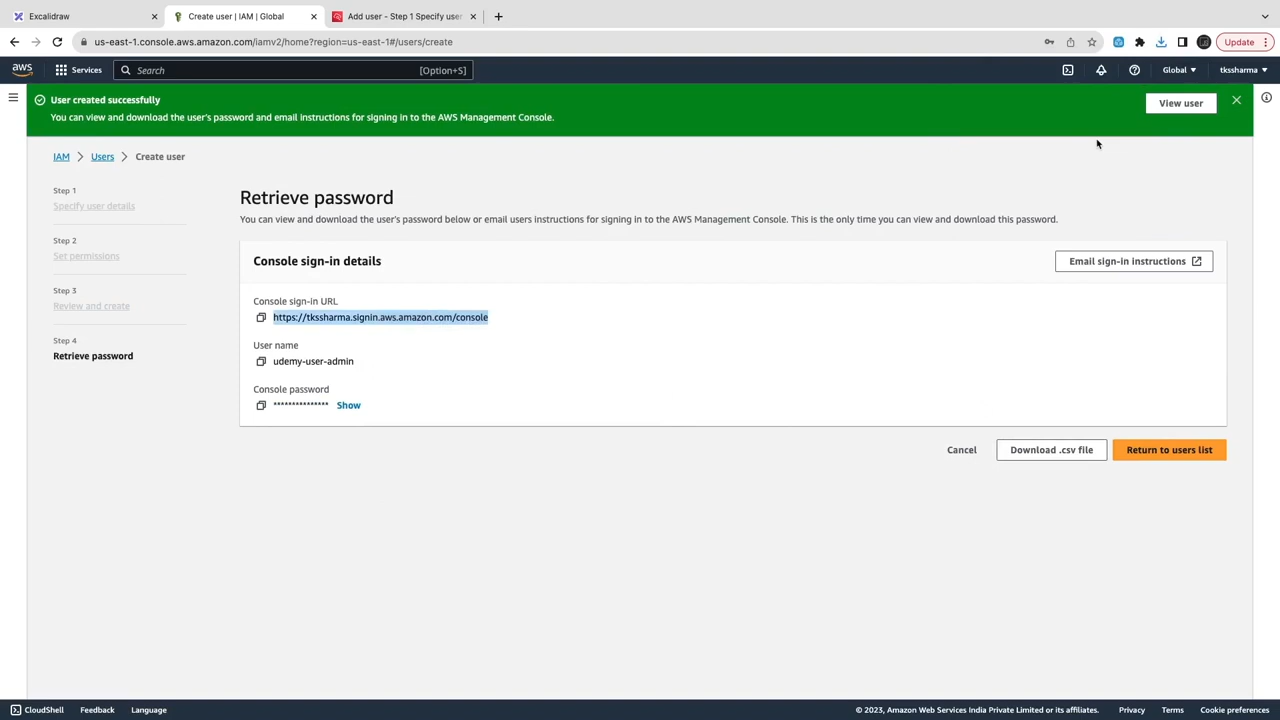 Excalidraw
Create user | IAM | Global
Add user - Step 1 Specify user
us-east-1.console.aws.amazon.com/iamv2/home?region=us-east-1#/users/create
Update
aws
Services
Search
[Option+S]
Global
tkssharma
User created successfully
You can view and download the user's password and email instructions for signing in to the AWS Management Console.
View user
IAM
Users
Create user
Step 1
Specify user details
Step 2
Set permissions
Step 3
Review and create
Step 4
Retrieve password
Retrieve password
You can view and download the user's password below or email users instructions for signing in to the AWS Management Console. This is the only time you can view and download this password.
Console sign-in details
Email sign-in instructions
Console sign-in URL
https://tkssharma.signin.aws.amazon.com/console
User name
udemy-user-admin
Console password
*************** Show
Cancel
Download .csv file
Return to users list
CloudShell
Feedback
Language
© 2023, Amazon Web Services India Private Limited or its affiliates.
Privacy
Terms
Cookie preferences